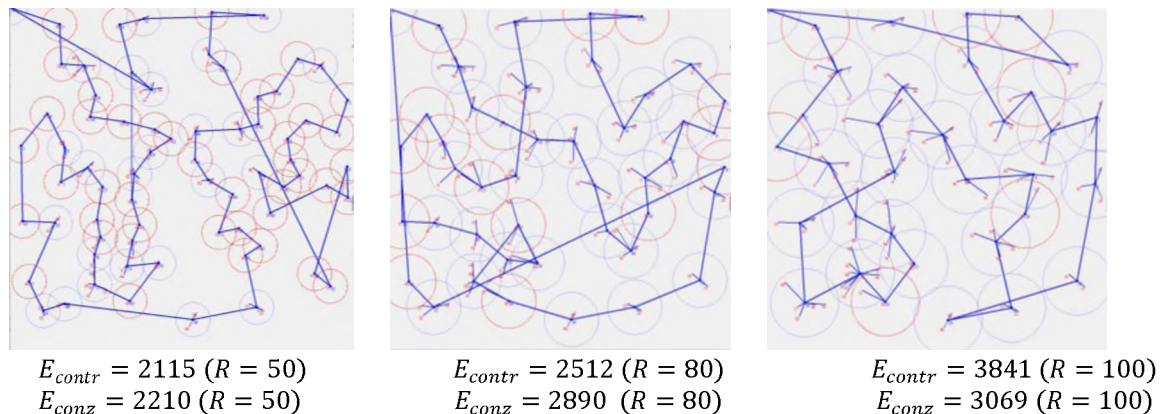 E_contr = 2115 (R = 50)
E_conz = 2210 (R = 50)
E_contr = 2512 (R = 80)
E_conz = 2890 (R = 80)
E_contr = 3841 (R = 100)
E_conz = 3069 (R = 100)